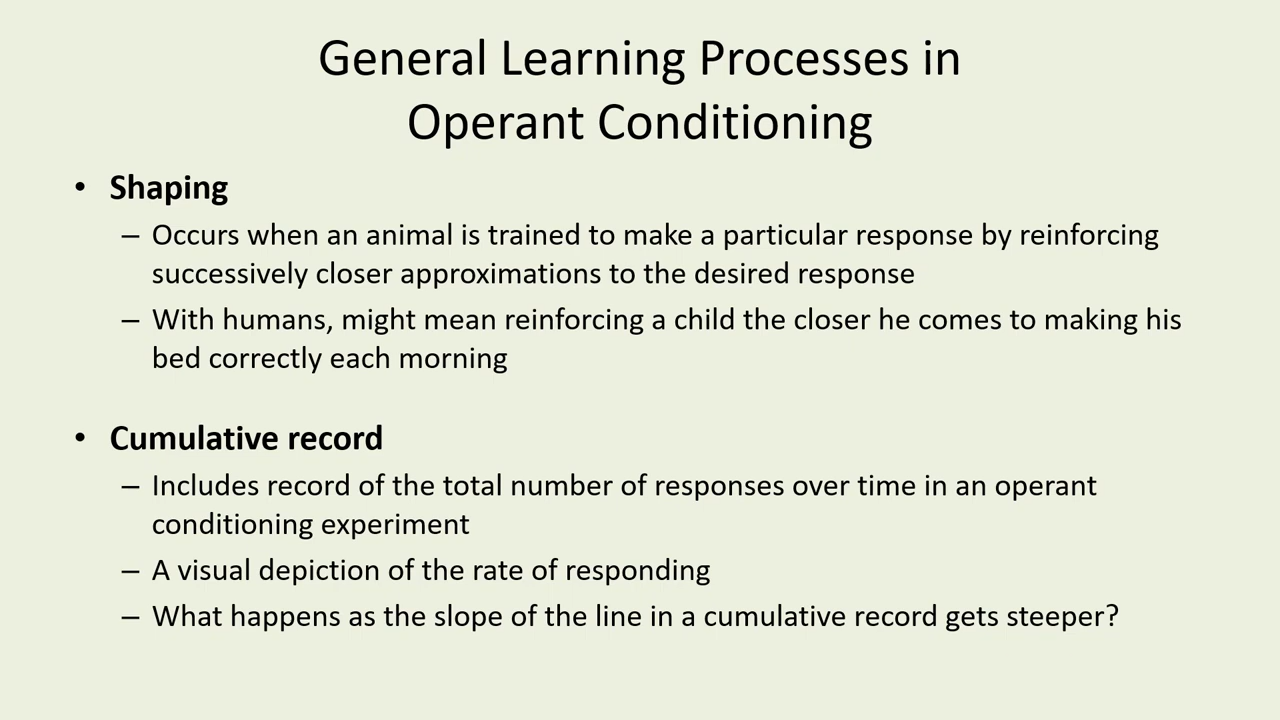 General Learning Processes in
Operant Conditioning
• Shaping
– Occurs when an animal is trained to make a particular response by reinforcing
successively closer approximations to the desired response
– With humans, might mean reinforcing a child the closer he comes to making his
bed correctly each morning
• Cumulative record
– Includes record of the total number of responses over time in an operant
conditioning experiment
– A visual depiction of the rate of responding
– What happens as the slope of the line in a cumulative record gets steeper?